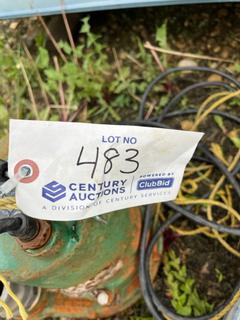 LOT NO
483
CENTURY AUCTIONS POWERED BY ClubBid
A DIVISION OF CENTURY SERVICES